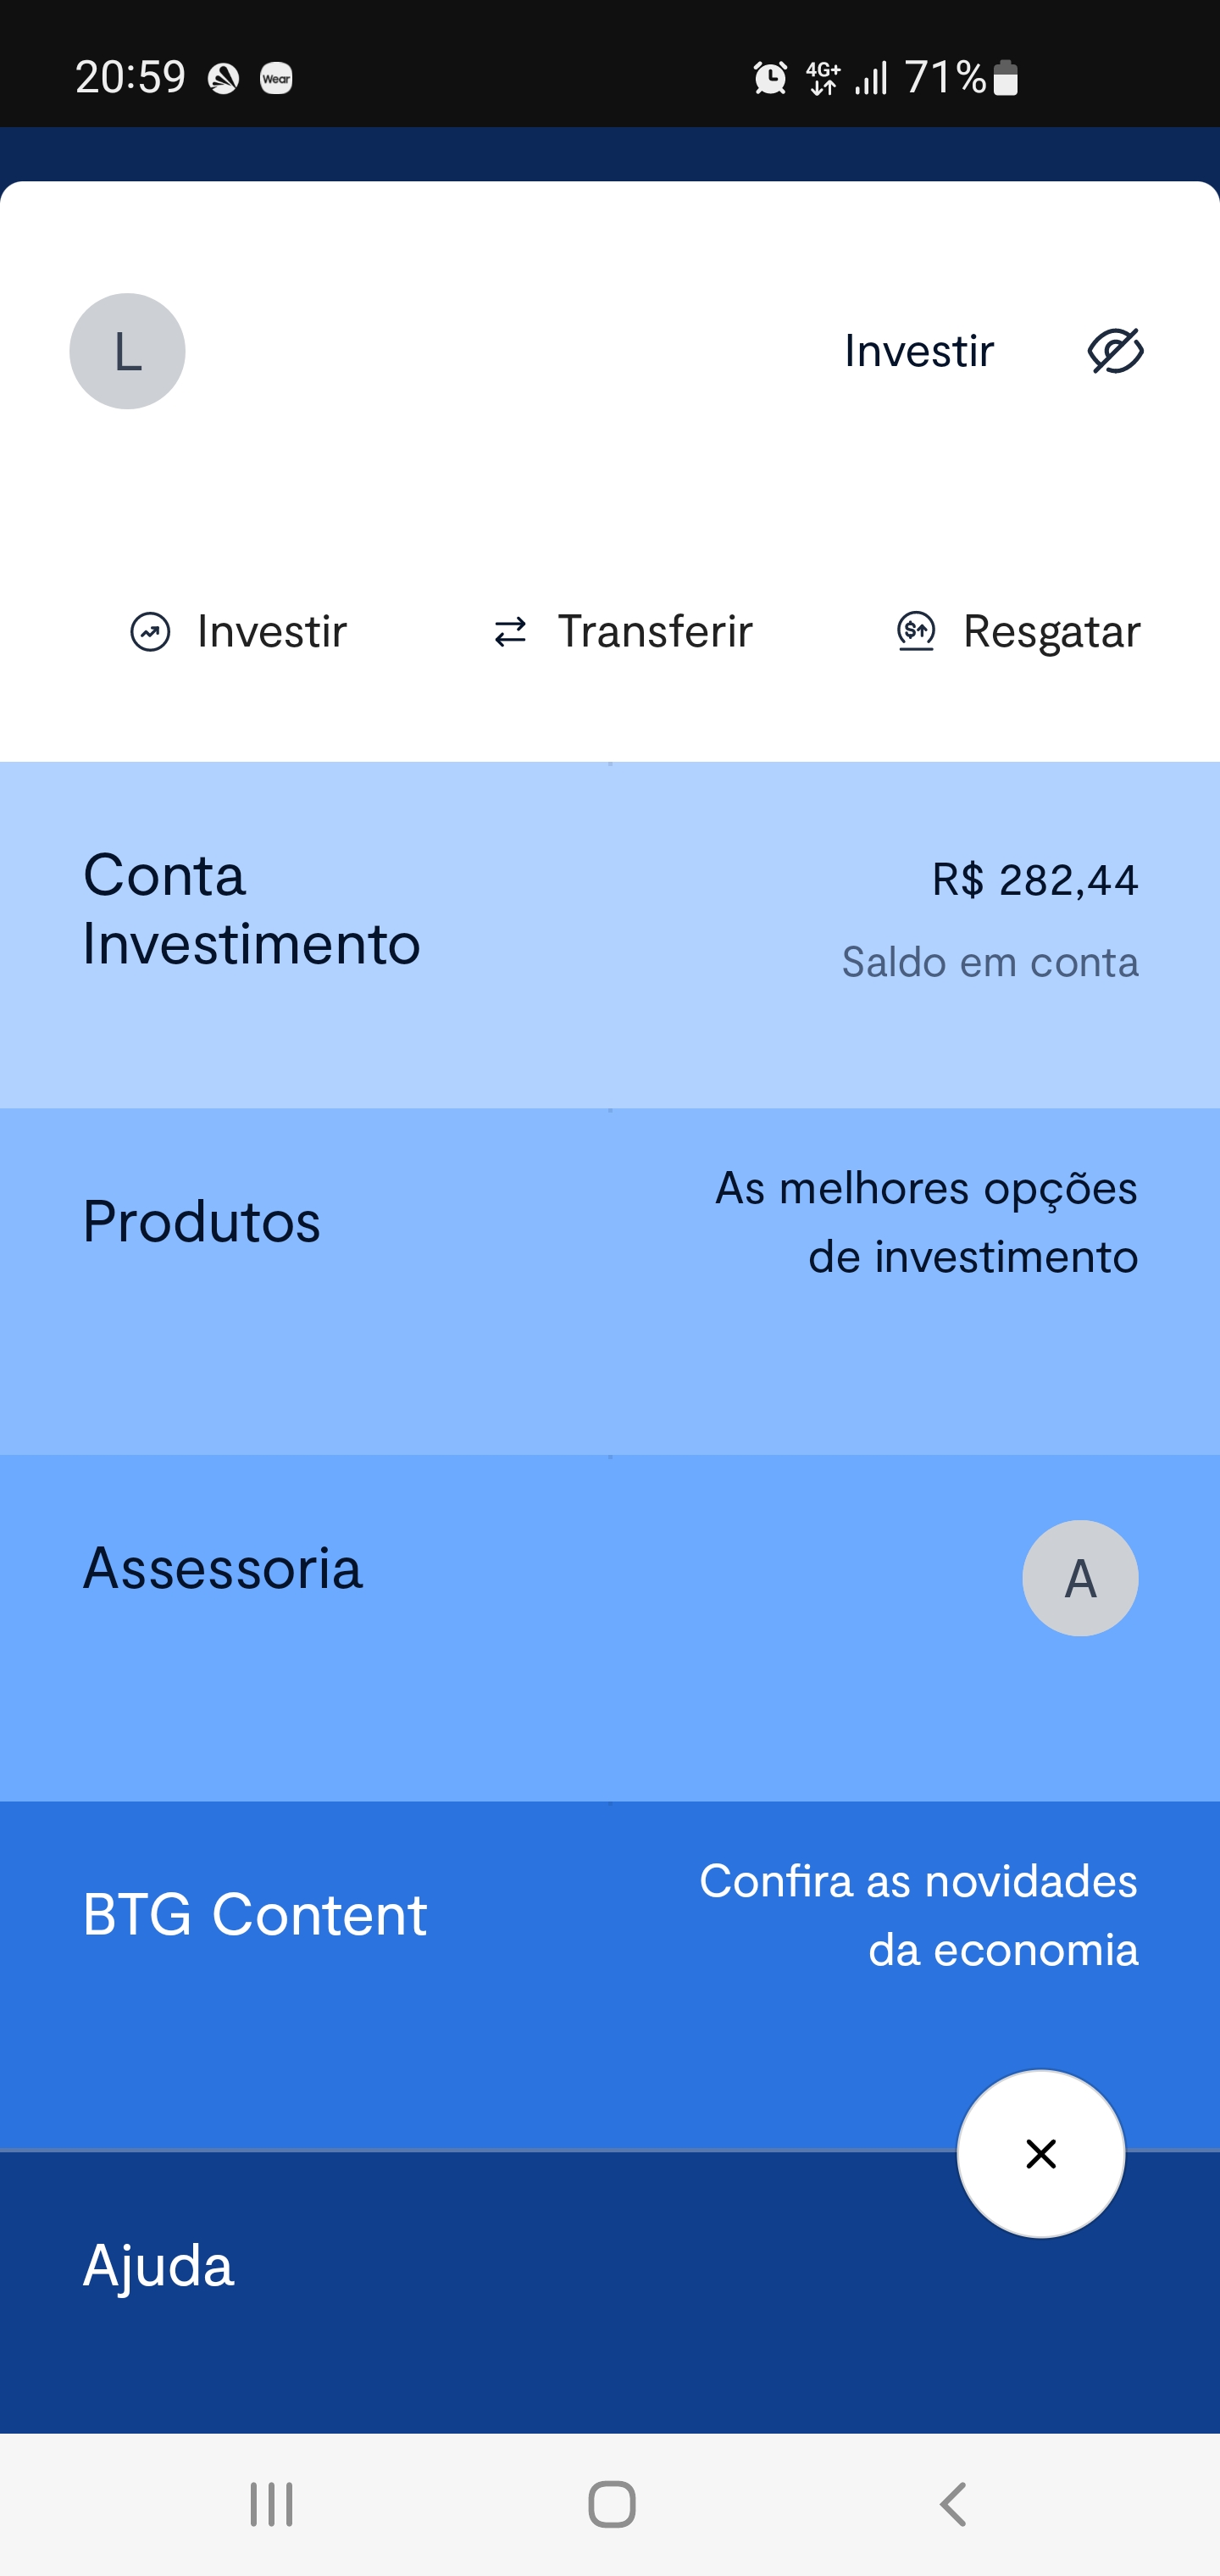 20:59 Wear 4G+ 71%
L Investir
Investir Transferir Resgatar
Conta
Investimento
R$ 282,44
Saldo em conta
Produtos
As melhores opções
de investimento
Assessoria
A
BTG Content
Confira as novidades
da economia
Ajuda